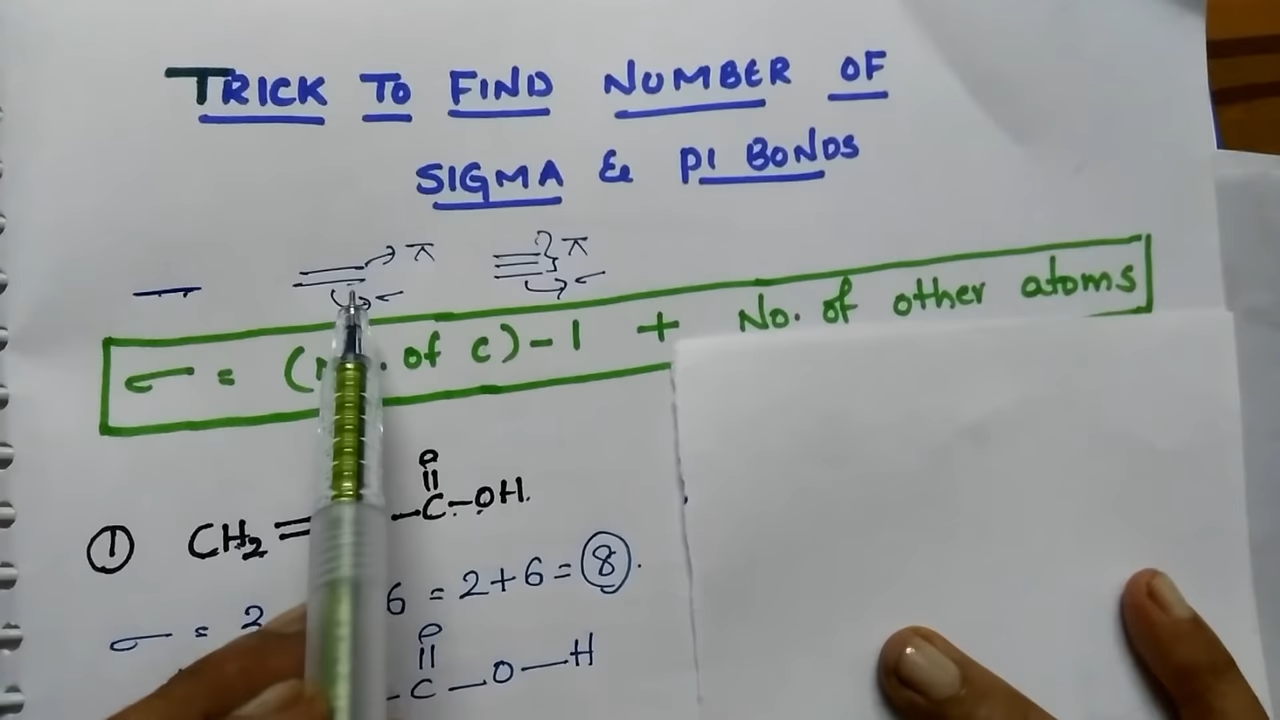 TRICK TO FIND NUMBER OF
SIGMA & PI BONDS
π π
σ = ( . of c) - 1 + No. of other atoms
O
||
① CH₂= -C-OH.
σ = 2 6 = 2+6 = 8.
O
||
-C-O-H